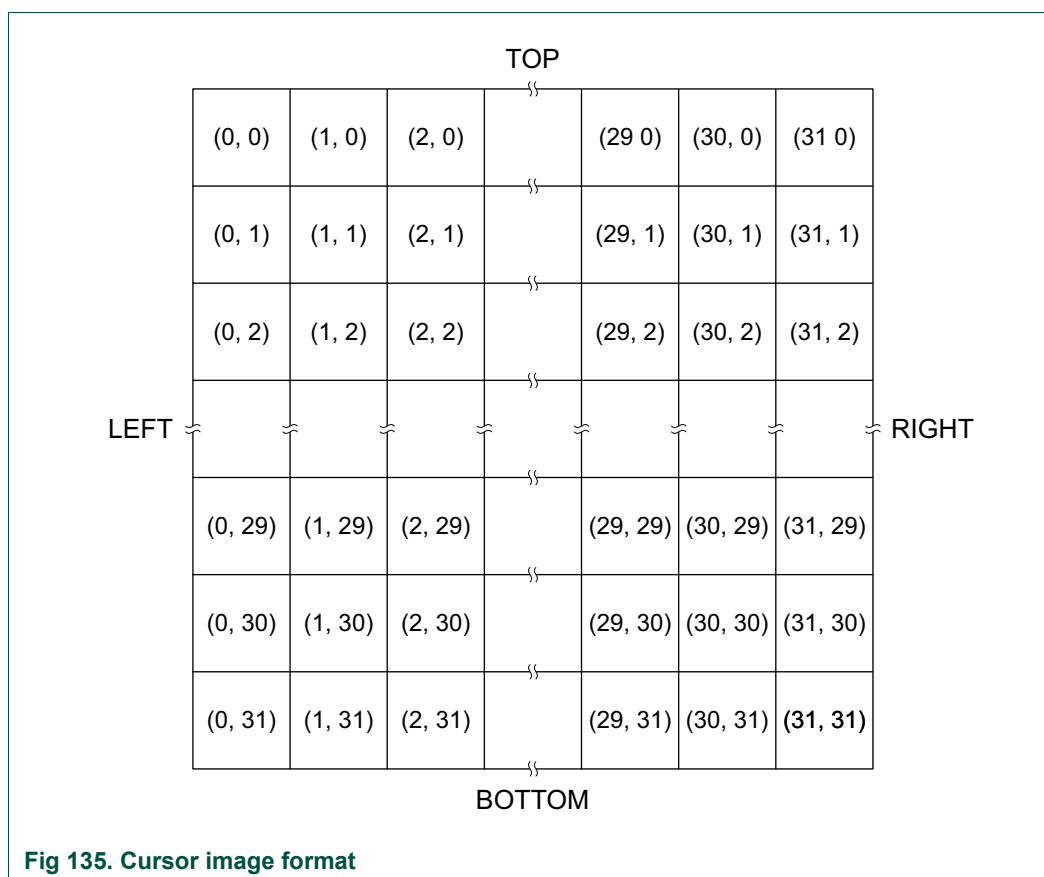 TOP
(0, 0) (1, 0) (2, 0) (29 0) (30, 0) (31 0)
(0, 1) (1, 1) (2, 1) (29, 1) (30, 1) (31, 1)
(0, 2) (1, 2) (2, 2) (29, 2) (30, 2) (31, 2)
LEFT RIGHT
(0, 29) (1, 29) (2, 29) (29, 29) (30, 29) (31, 29)
(0, 30) (1, 30) (2, 30) (29, 30) (30, 30) (31, 30)
(0, 31) (1, 31) (2, 31) (29, 31) (30, 31) (31, 31)
BOTTOM
Fig 135. Cursor image format